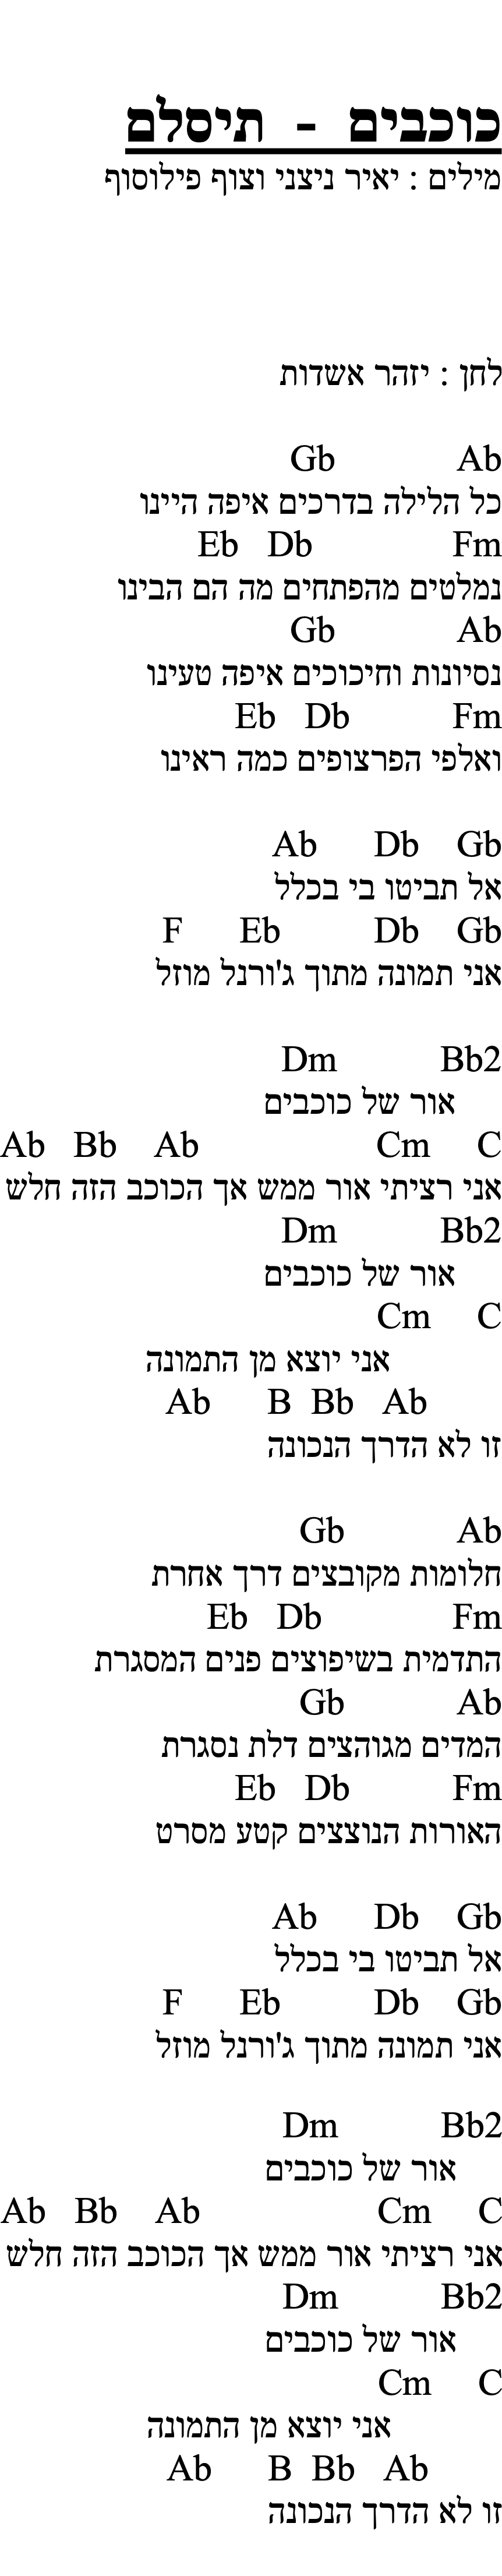 כוכבים - תיסלם
מילים : יאיר ניצני וצוף פילוסוף
לחן : יזהר אשדות
Gb Ab
כל הלילה בדרכים איפה היינו
Eb Db Fm
נמלטים מהפתחים מה הם הבינו
Gb Ab
נסיונות וחיכוכים איפה טעינו
Eb Db Fm
ואלפי הפרצופים כמה ראינו
Ab Db Gb
אל תביטו בי בכלל
F Eb Db Gb
אני תמונה מתוך ג'ורנל מוזל
Dm Bb2
אור של כוכבים
Ab Bb Ab Cm C
אני רציתי אור ממש אך הכוכב הזה חלש
Dm Bb2
אור של כוכבים
Cm C
אני יוצא מן התמונה
Ab B Bb Ab
זו לא הדרך הנכונה
Gb Ab
חלומות מקובצים דרך אחרת
Eb Db Fm
התדמית בשיפוצים פנים המסגרת
Gb Ab
המדים מגוהצים דלת נסגרת
Eb Db Fm
האורות הנוצצים קטע מסרט
Ab Db Gb
אל תביטו בי בכלל
F Eb Db Gb
אני תמונה מתוך ג'ורנל מוזל
Dm Bb2
אור של כוכבים
Ab Bb Ab Cm C
אני רציתי אור ממש אך הכוכב הזה חלש
Dm Bb2
אור של כוכבים
Cm C
אני יוצא מן התמונה
Ab B Bb Ab
זו לא הדרך הנכונה